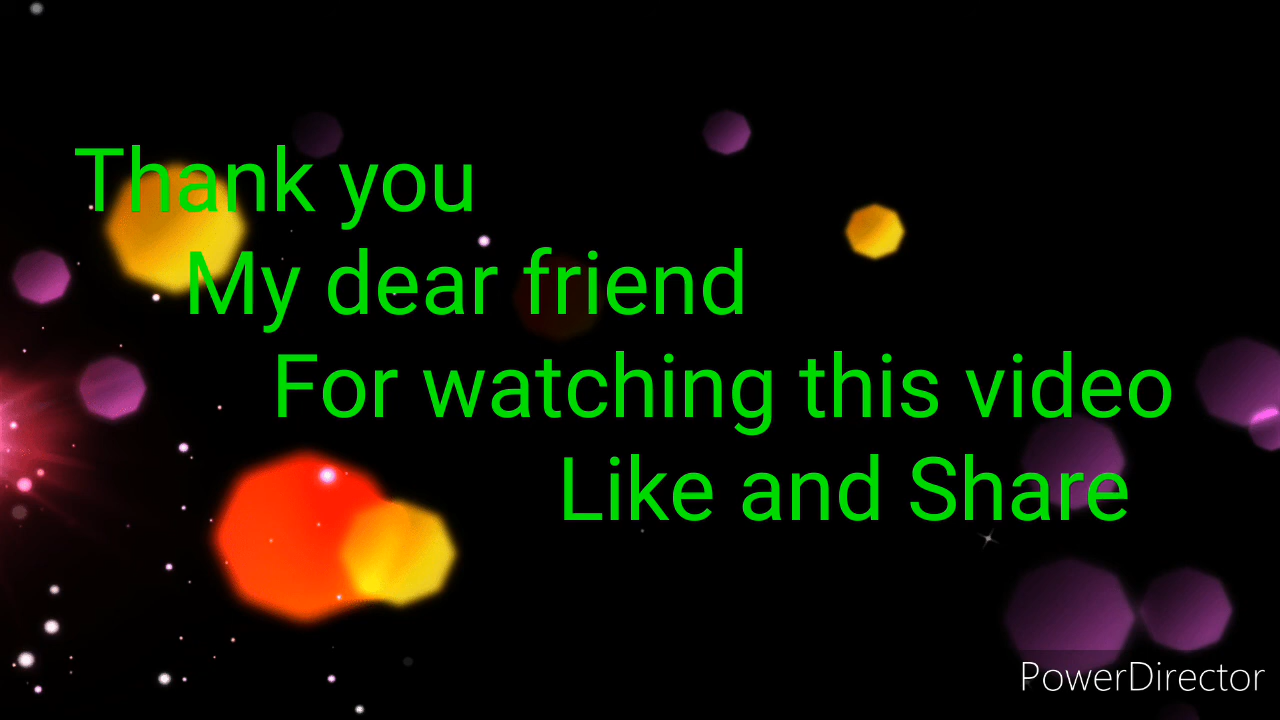 Thank you
My dear friend
For watching this video
Like and Share
PowerDirector